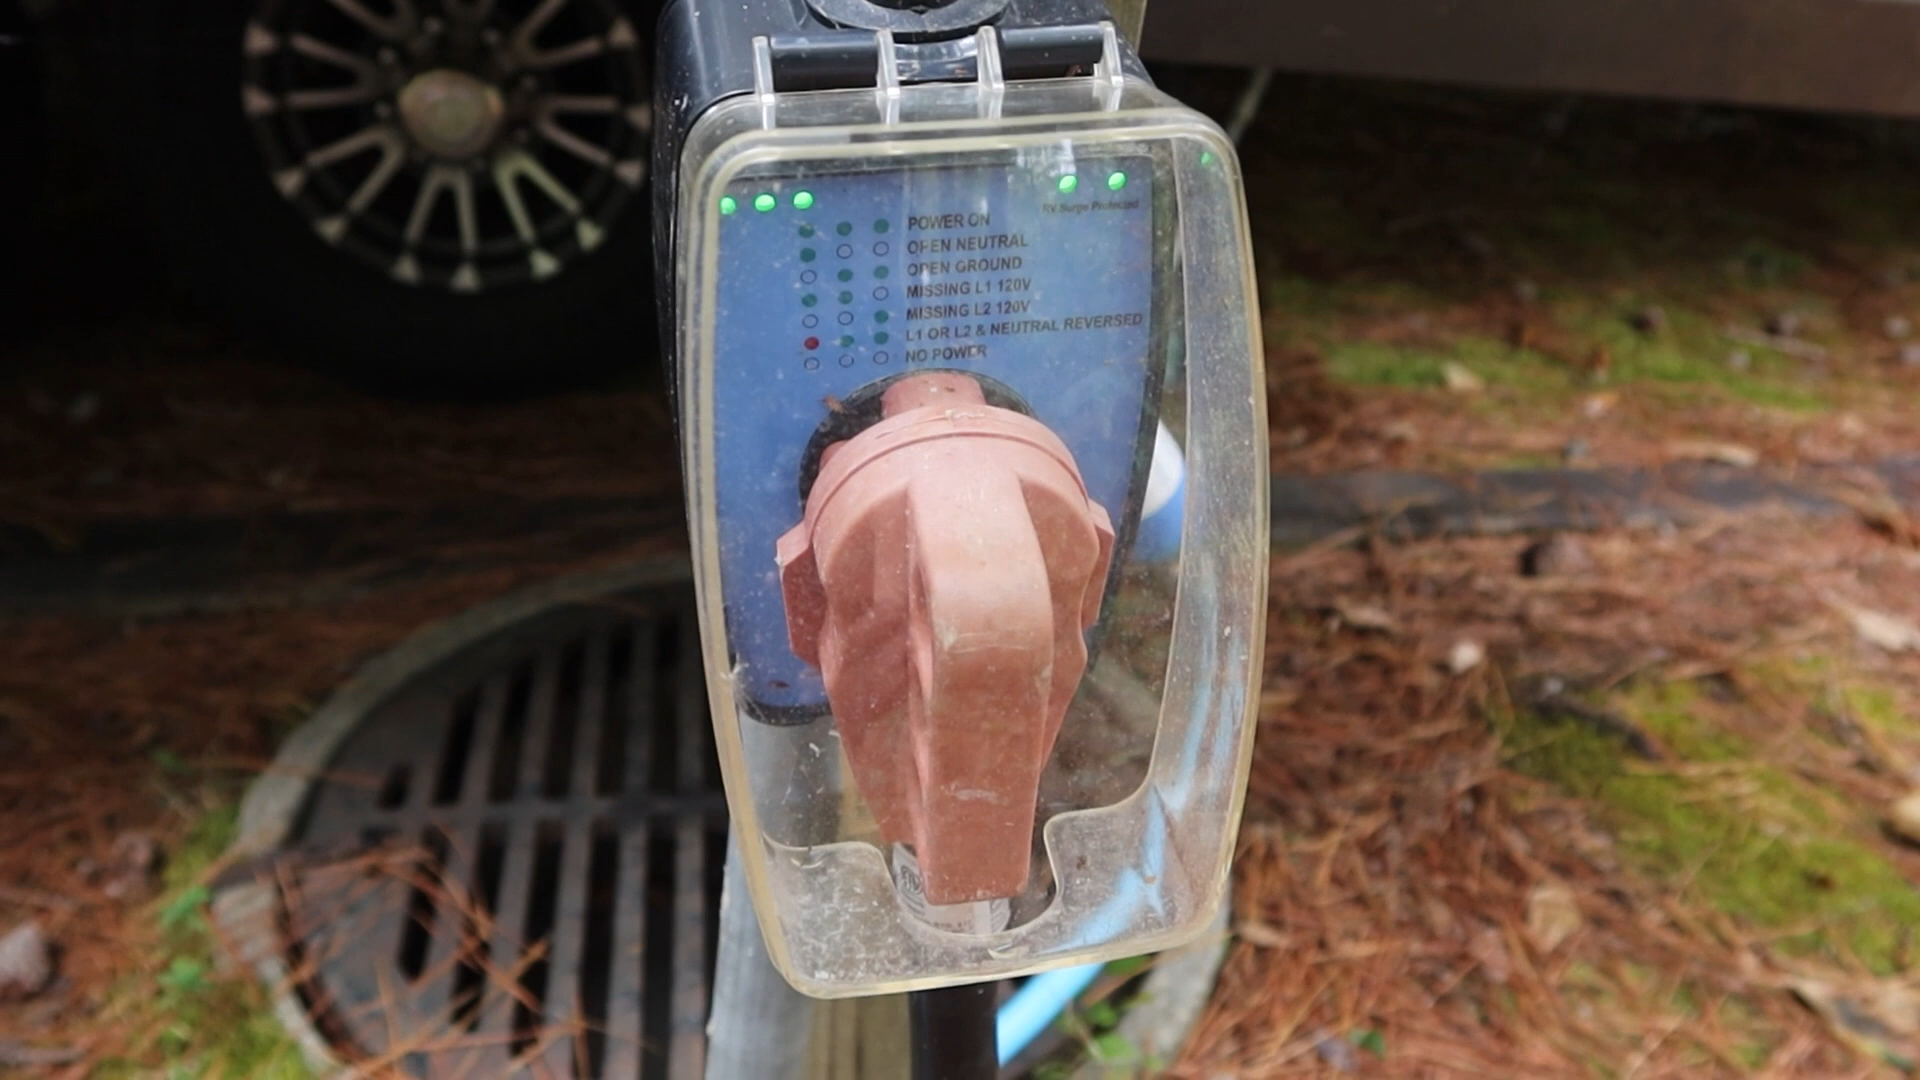 RV Surge Protected
POWER ON
OPEN NEUTRAL
OPEN GROUND
MISSING L1 120V
MISSING L2 120V
L1 OR L2 & NEUTRAL REVERSED
NO POWER